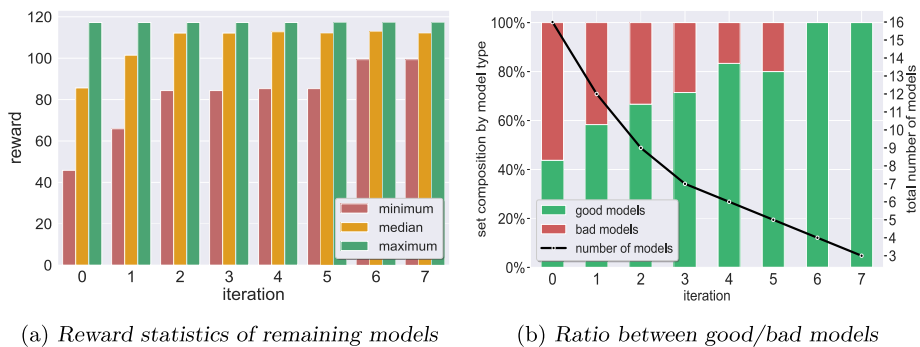 120
100
80
60
40
20
0
reward
minimum
median
maximum
0 1 2 3 4 5 6 7
iteration
(a) Reward statistics of remaining models
100%
80%
60%
40%
20%
0%
set composition by model type
good models
bad models
number of models
16
15
14
13
12
11
10
9
8
7
6
5
4
3
total number of models
0 1 2 3 4 5 6 7
iteration
(b) Ratio between good/bad models